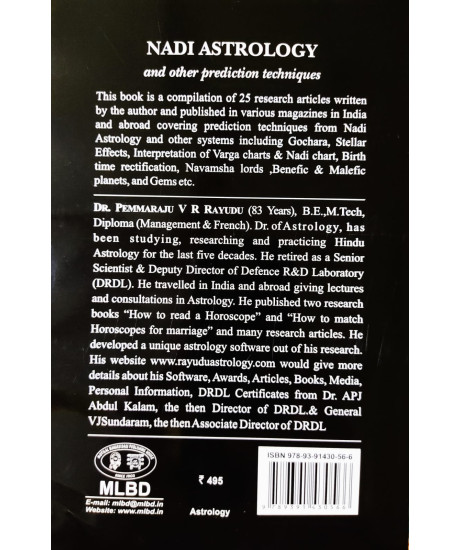 NADI ASTROLOGY
and other prediction techniques
This book is a compilation of 25 research articles written
by the author and published in various magazines in India
and abroad covering prediction techniques from Nadi
Astrology and other systems including Gochara, Stellar
Effects, Interpretation of Varga charts & Nadi chart, Birth
time rectification, Navamsha lords ,Benefic & Malefic
planets, and Gems etc.
DR. PEMMARAJU V R RAYUDU (83 Years), B.E.,M.Tech,
Diploma (Management & French). Dr. of Astrology, has
been studying, researching and practicing Hindu
Astrology for the last five decades. He retired as a Senior
Scientist & Deputy Director of Defence R&D Laboratory
(DRDL). He travelled in India and abroad giving lectures
and consultations in Astrology. He published two research
books “How to read a Horoscope” and “How to match
Horoscopes for marriage” and many research articles. He
developed a unique astrology software out of his research.
His website www.rayuduastrology.com would give more
details about his Software, Awards, Articles, Books, Media,
Personal Information, DRDL Certificates from Dr. APJ
Abdul Kalam, the then Director of DRDL.& General
VJSundaram, the then Associate Director of DRDL
ISBN 978-93-91430-56-6
SINCE 1903
MLBD
E-mail: mlbd@mlbd.in
www.mlbd.in
₹ 495
Astrology
9 789391 430566